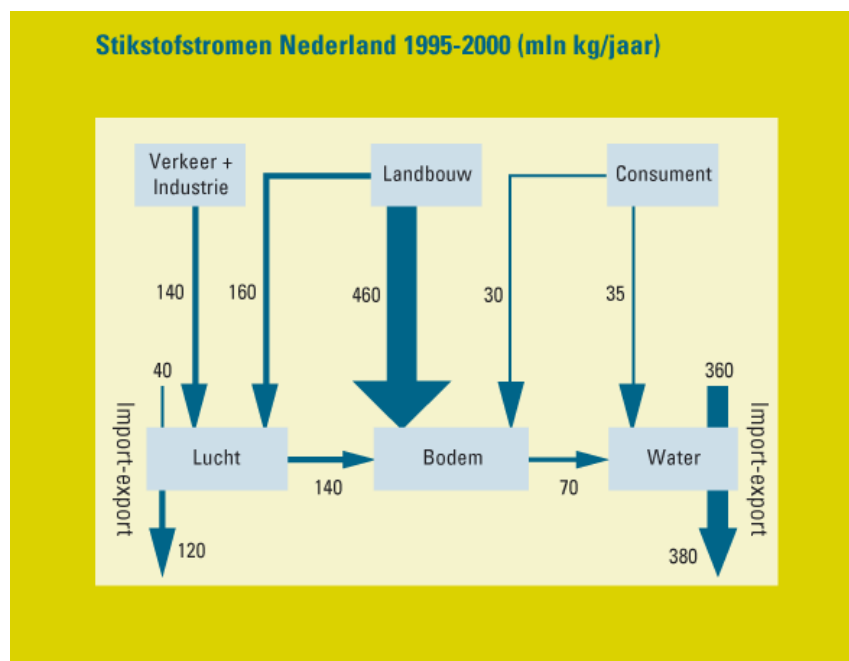 Stikstofstromen Nederland 1995-2000 (mln kg/jaar)
Verkeer +
Industrie
Landbouw
Consument
140
160
460
30
35
40
360
Import-export
Import-export
Lucht
Bodem
Water
140
70
120
380